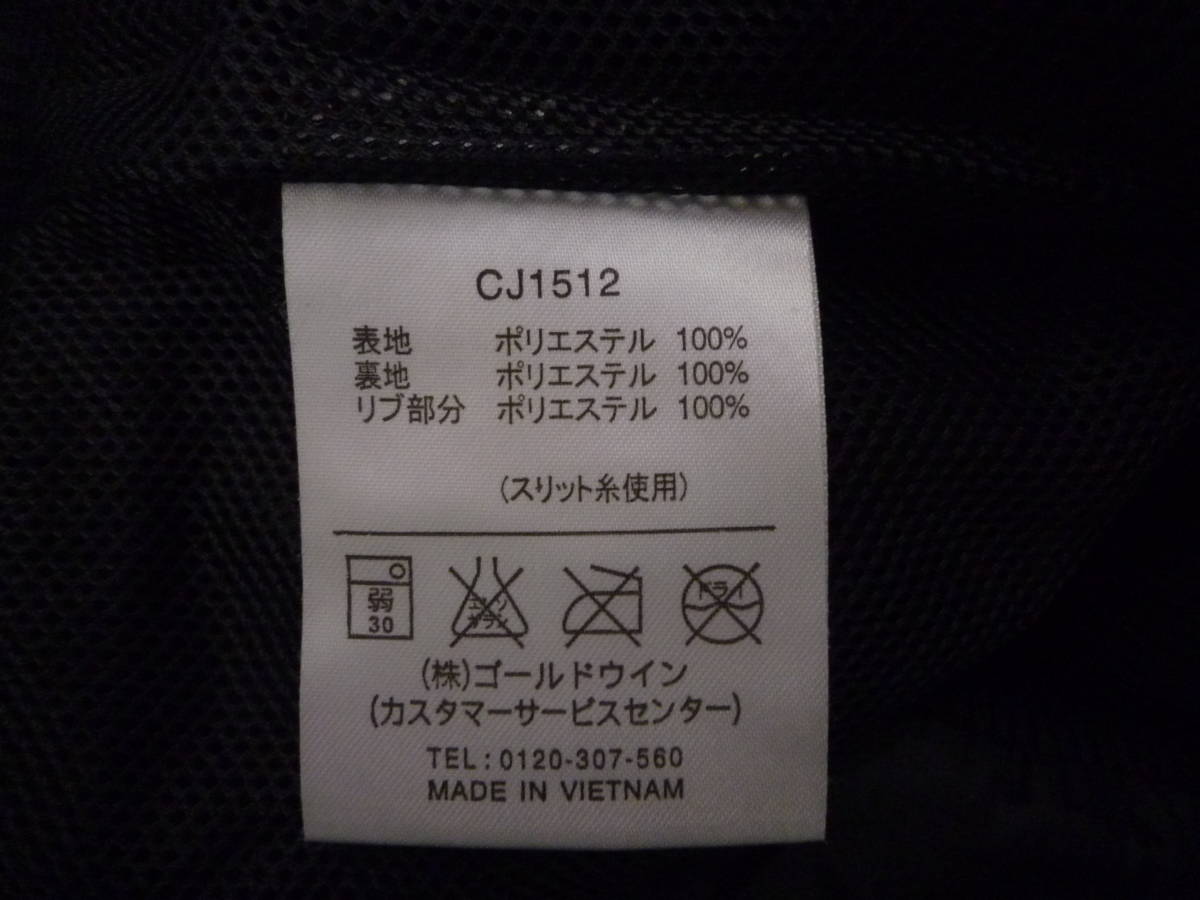 CJ1512
表地 ポリエステル 100%
裏地 ポリエステル 100%
リブ部分 ポリエステル 100%
(スリット糸使用)
弱
30
エンソ
サラシ
ドライ
(株)ゴールドウイン
(カスタマーサービスセンター)
TEL:0120-307-560
MADE IN VIETNAM